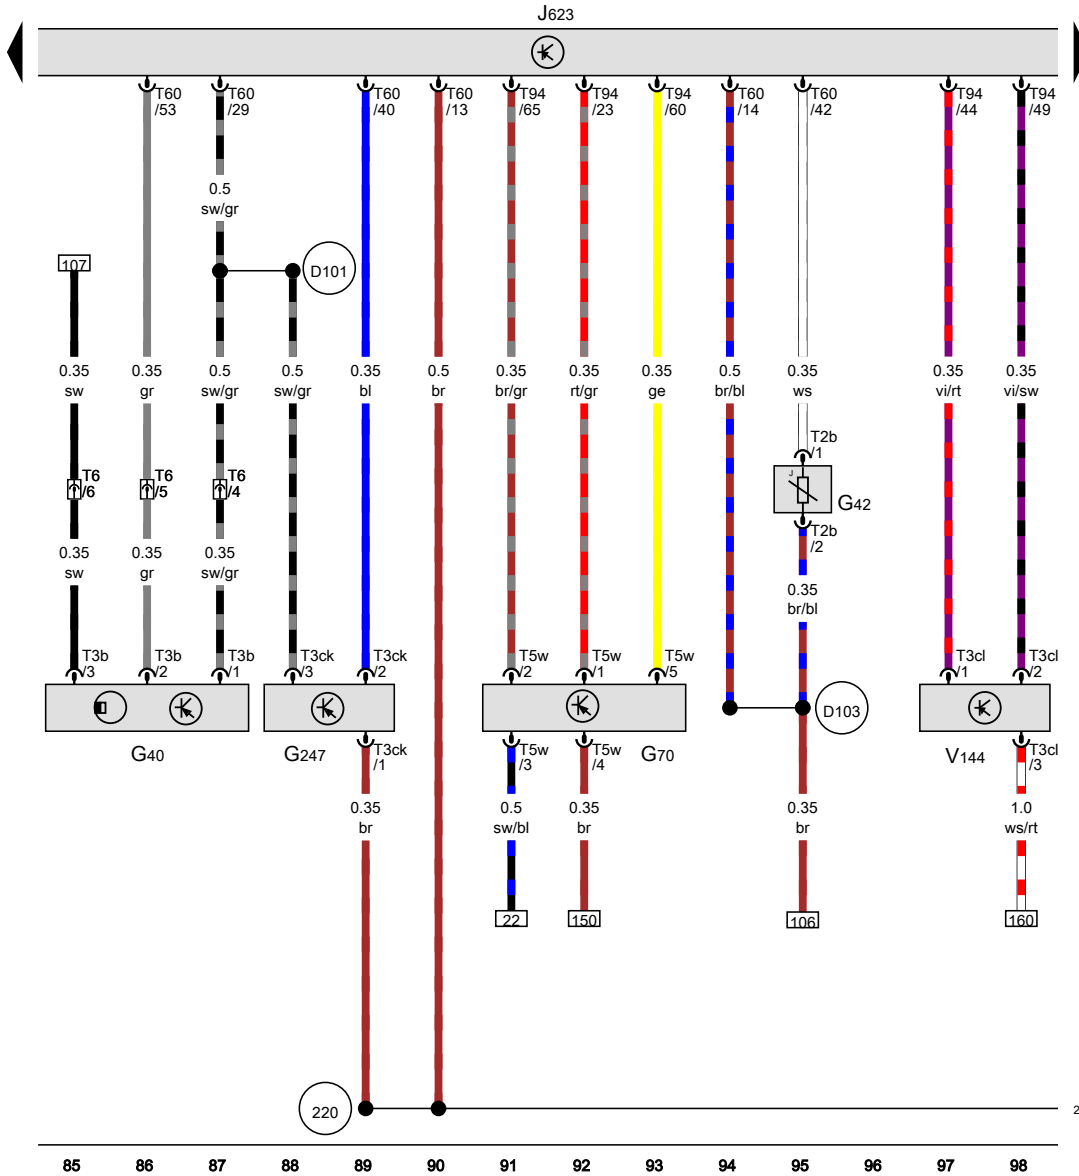 J623
T60 T60 T60 T60 T94 T94 T94 T60 T60 T94 T94
/53 /29 /40 /13 /65 /23 /60 /14 /42 /44 /49
0.5
sw/gr
107 D101
0.35 0.35 0.5 0.5 0.35 0.5 0.35 0.35 0.35 0.5 0.35 0.35 0.35
sw gr sw/gr sw/gr bl br br/gr rt/gr ge br/bl ws vi/rt vi/sw
T2b
/1
T6 T6 T6
/6 /5 /4
J
G42
T2b
/2
0.35 0.35 0.35
sw gr sw/gr
0.35
br/bl
T3b T3b T3b T3ck T3ck T5w T5w T5w T3cl T3cl
/3 /2 /1 /3 /2 /2 /1 /5 /1 /2
D103
G40 G247 G70 V144
T3ck T5w T5w T3cl
/1 /3 /4 /3
0.35 0.5 0.35 0.35 1.0
br sw/bl br br ws/rt
22 150 106 160
220
2
85 86 87 88 89 90 91 92 93 94 95 96 97 98